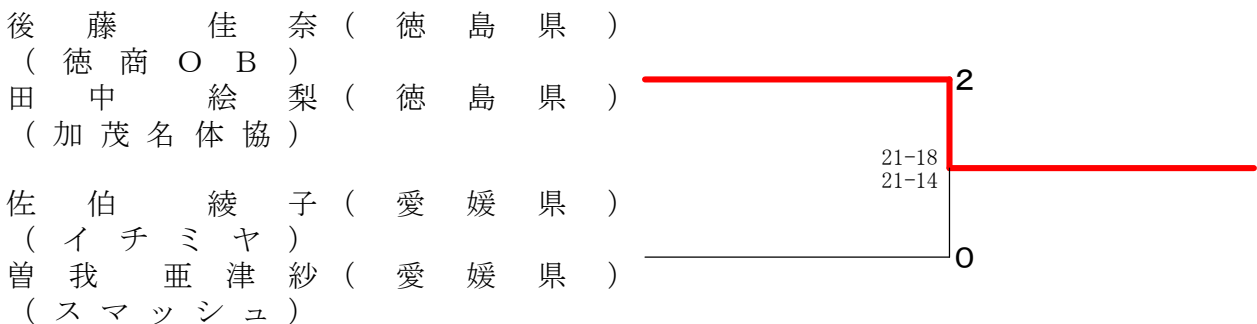 後藤 佳奈(徳島県)
(徳商OB)
田中 絵梨(徳島県)
(加茂名体協)
2
21-18
21-14
佐伯 綾子(愛媛県)
(イチミヤ)
曽我 亜津紗(愛媛県)
(スマッシュ)
0